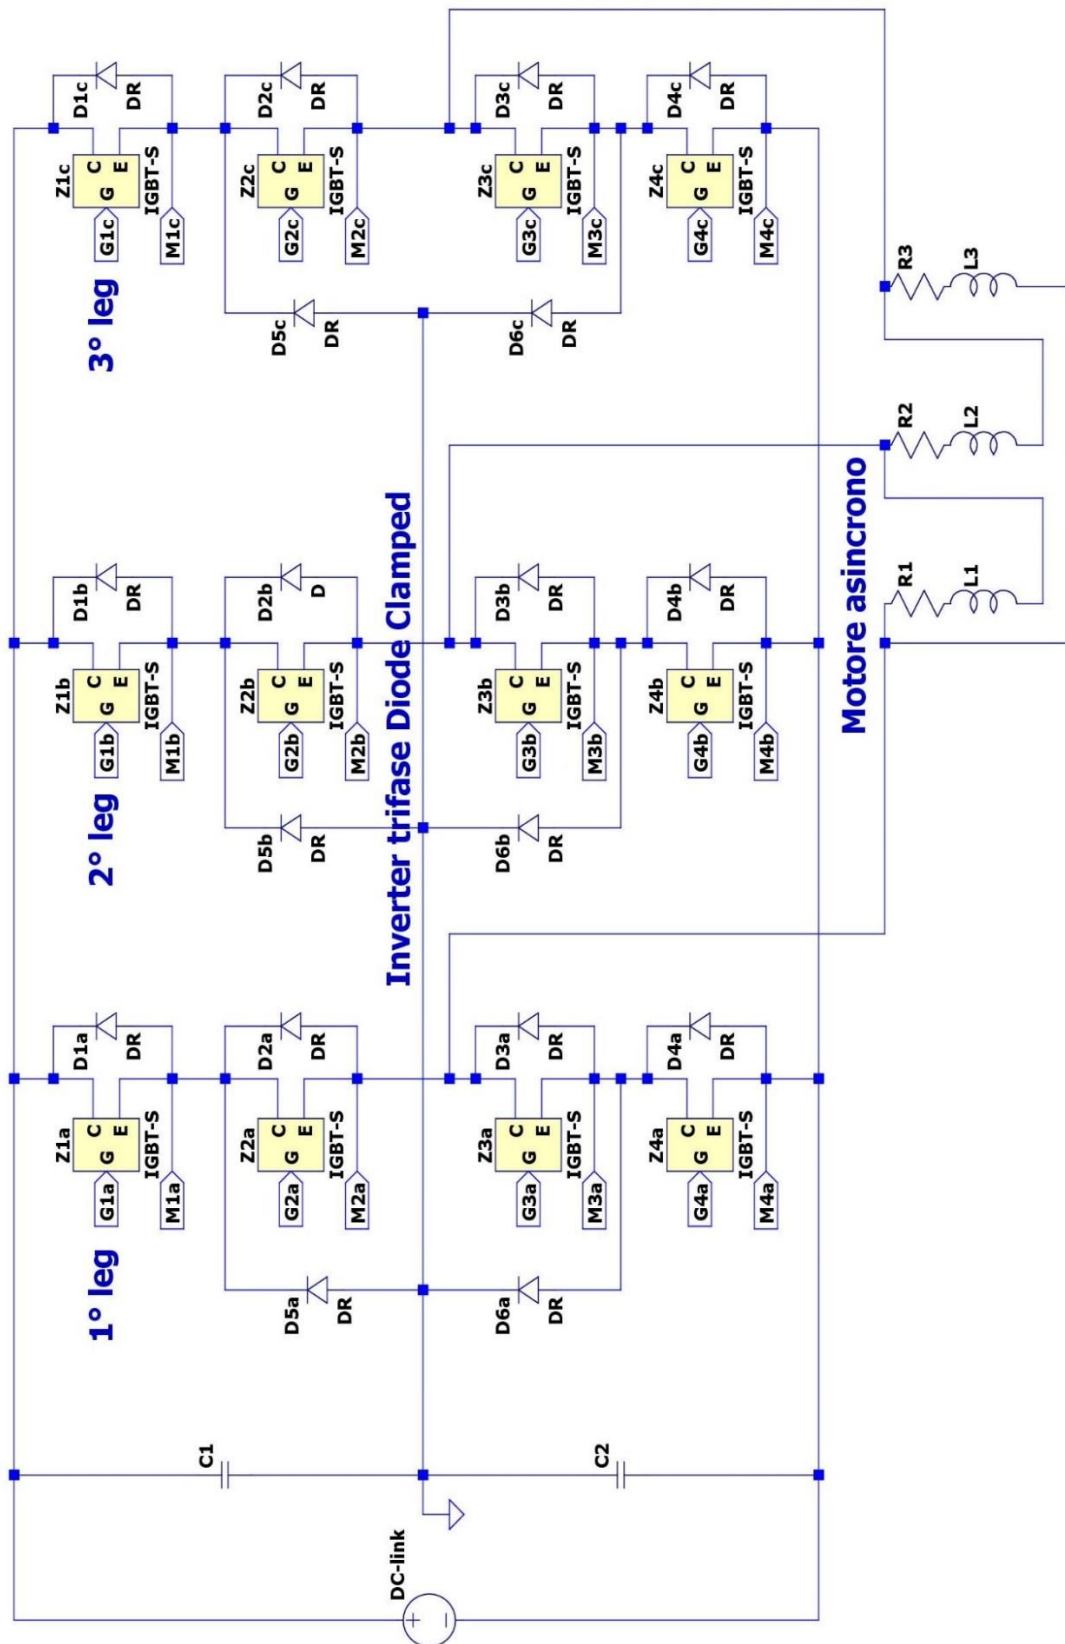 DC-link
+
−
C1
C2
1° leg
G1a
Z1a
C
G
E
IGBT-S
M1a
D1a
DR
G2a
Z2a
C
G
E
IGBT-S
M2a
D2a
DR
D5a
DR
G3a
Z3a
C
G
E
IGBT-S
M3a
D3a
DR
D6a
DR
G4a
Z4a
C
G
E
IGBT-S
M4a
D4a
DR
2° leg
G1b
Z1b
C
G
E
IGBT-S
M1b
D1b
DR
G2b
Z2b
C
G
E
IGBT-S
M2b
D2b
D
D5b
DR
Inverter trifase Diode Clamped
G3b
Z3b
C
G
E
IGBT-S
M3b
D3b
DR
D6b
DR
G4b
Z4b
C
G
E
IGBT-S
M4b
D4b
DR
3° leg
G1c
Z1c
C
G
E
IGBT-S
M1c
D1c
DR
G2c
Z2c
C
G
E
IGBT-S
M2c
D2c
DR
D5c
DR
G3c
Z3c
C
G
E
IGBT-S
M3c
D3c
DR
D6c
DR
G4c
Z4c
C
G
E
IGBT-S
M4c
D4c
DR
Motore asincrono
R1
L1
R2
L2
R3
L3